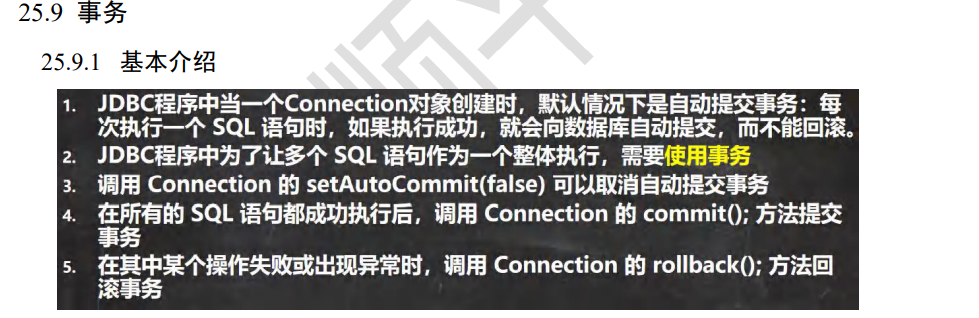 25.9 事务
25.9.1 基本介绍
1. JDBC程序中当一个Connection对象创建时，默认情况下是自动提交事务：每
次执行一个 SQL 语句时，如果执行成功，就会向数据库自动提交，而不能回滚。
2. JDBC程序中为了让多个 SQL 语句作为一个整体执行，需要使用事务
3. 调用 Connection 的 setAutoCommit(false) 可以取消自动提交事务
4. 在所有的 SQL 语句都成功执行后，调用 Connection 的 commit(); 方法提交
事务
5. 在其中某个操作失败或出现异常时，调用 Connection 的 rollback(); 方法回
滚事务